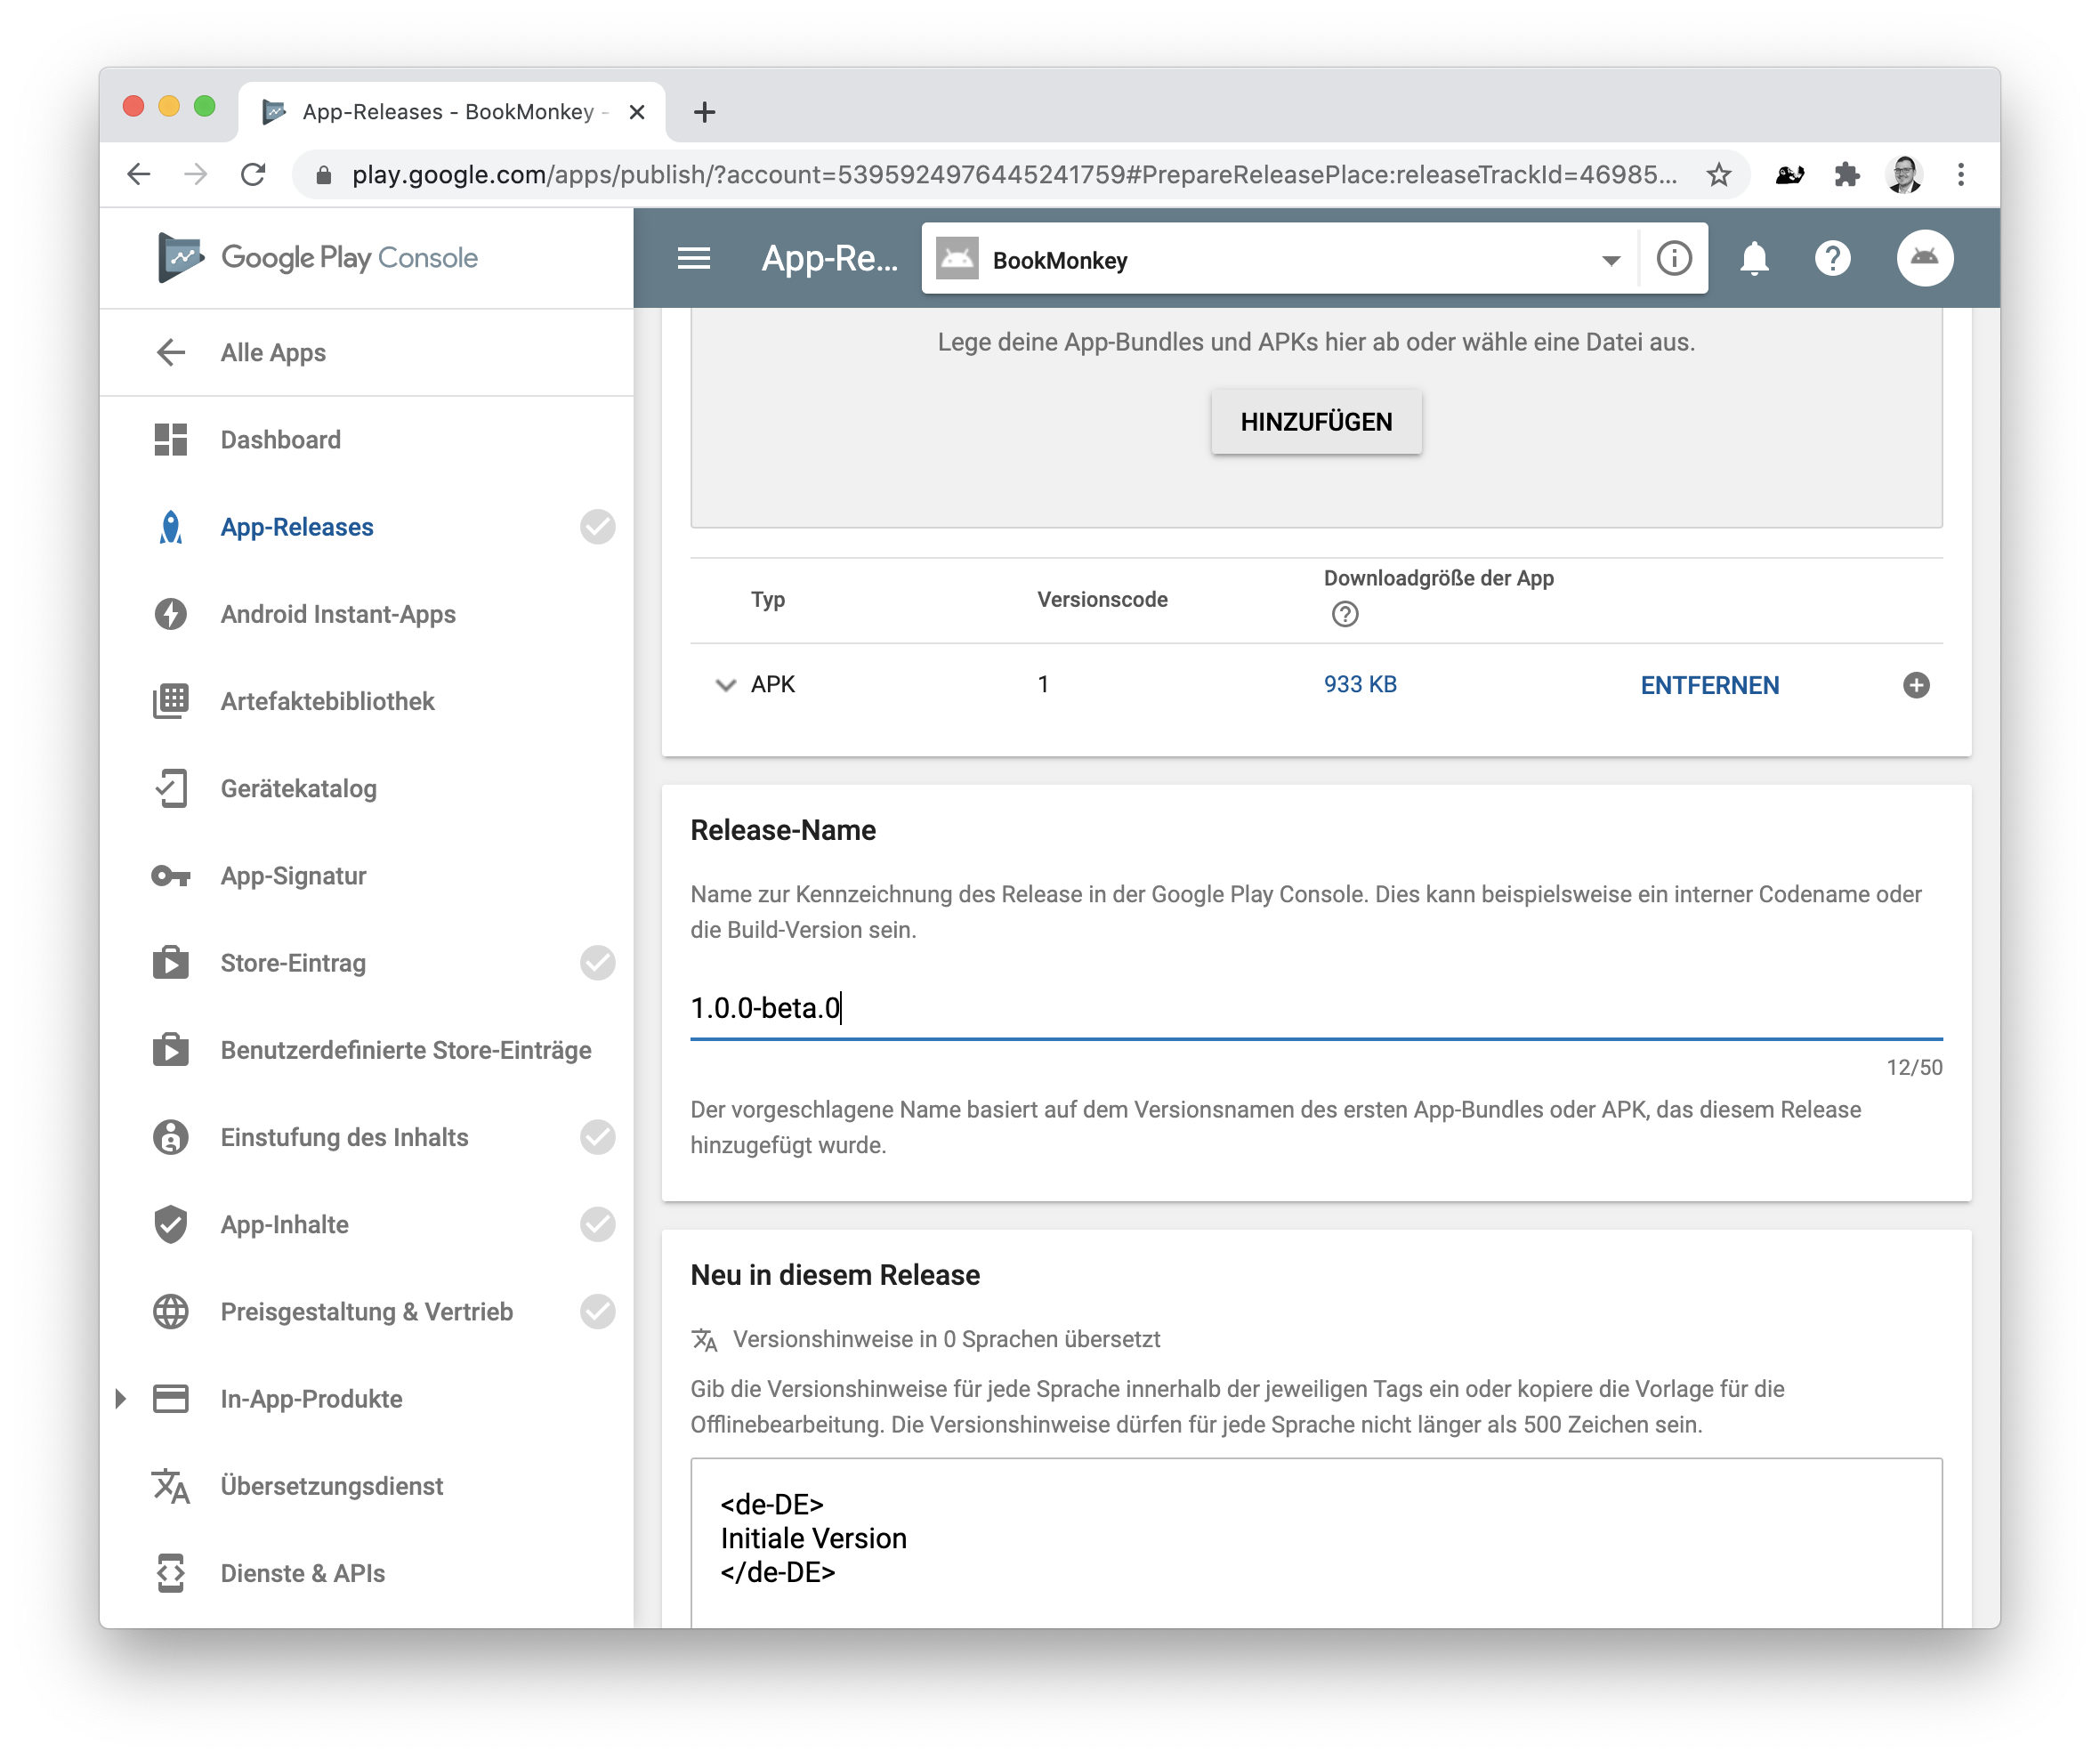 App-Releases - BookMonkey -
play.google.com/apps/publish/?account=5395924976445241759#PrepareReleasePlace:releaseTrackId=46985...
Google Play Console
App-Re...
BookMonkey
Alle Apps
Dashboard
App-Releases
Android Instant-Apps
Artefaktebibliothek
Gerätekatalog
App-Signatur
Store-Eintrag
Benutzerdefinierte Store-Einträge
Einstufung des Inhalts
App-Inhalte
Preisgestaltung & Vertrieb
In-App-Produkte
Übersetzungsdienst
Dienste & APIs
Lege deine App-Bundles und APKs hier ab oder wähle eine Datei aus.
HINZUFÜGEN
Typ Versionscode Downloadgröße der App
APK 1 933 KB ENTFERNEN
Release-Name
Name zur Kennzeichnung des Release in der Google Play Console. Dies kann beispielsweise ein interner Codename oder
die Build-Version sein.
1.0.0-beta.0
12/50
Der vorgeschlagene Name basiert auf dem Versionsnamen des ersten App-Bundles oder APK, das diesem Release
hinzugefügt wurde.
Neu in diesem Release
Versionshinweise in 0 Sprachen übersetzt
Gib die Versionshinweise für jede Sprache innerhalb der jeweiligen Tags ein oder kopiere die Vorlage für die
Offlinebearbeitung. Die Versionshinweise dürfen für jede Sprache nicht länger als 500 Zeichen sein.
<de-DE>
Initiale Version
</de-DE>